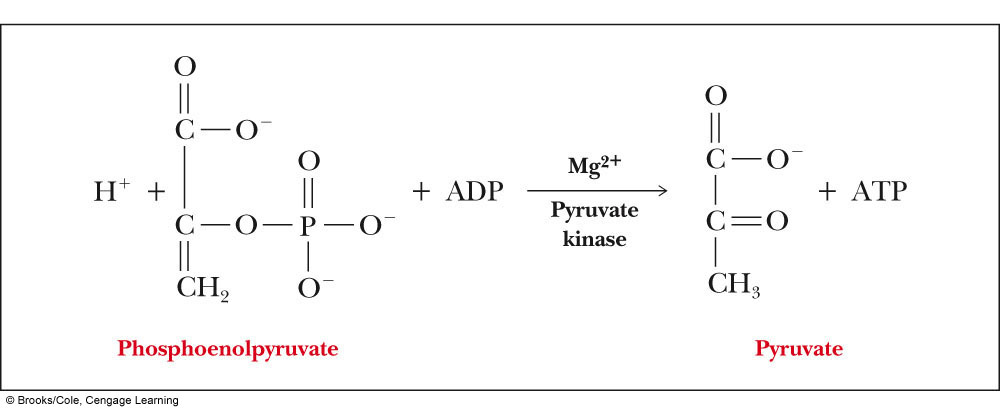 O
C — O⁻
O
H⁺ + C — O — P — O⁻ + ADP
CH₂ O⁻
Mg²⁺
Pyruvate
kinase
O
C — O⁻
C = O + ATP
CH₃
Phosphoenolpyruvate
Pyruvate
© Brooks/Cole, Cengage Learning